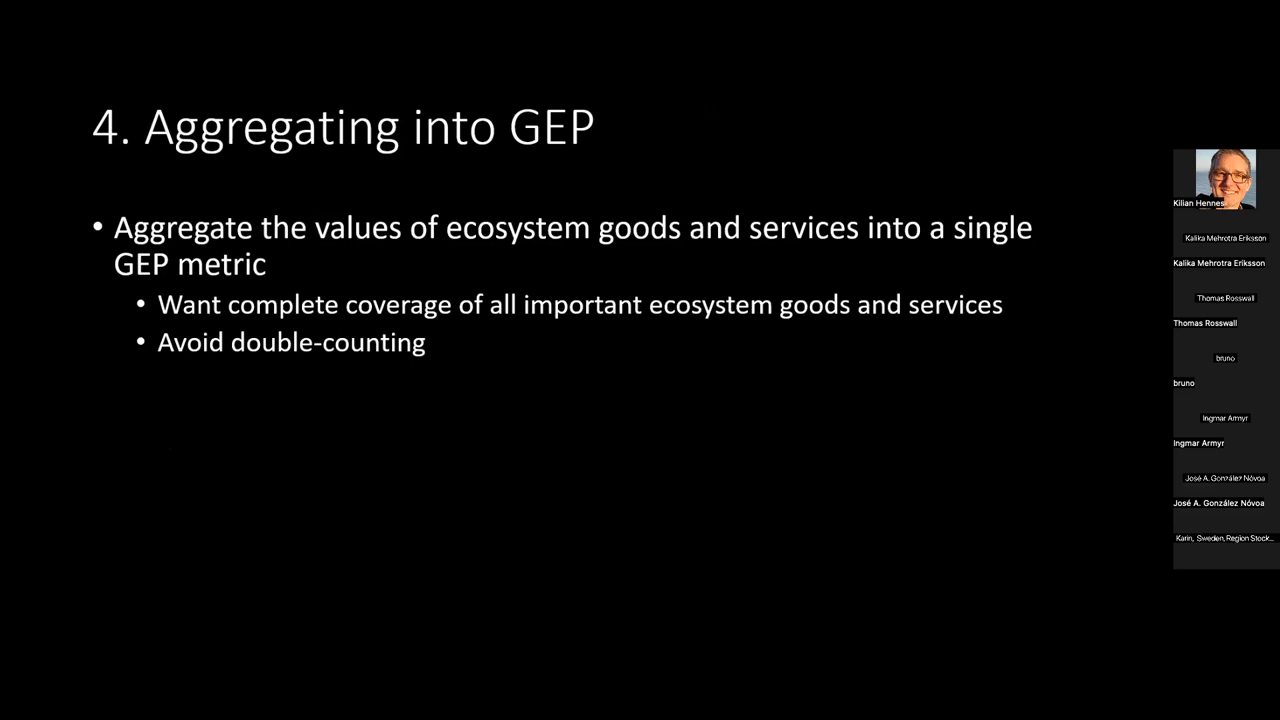 4. Aggregating into GEP
• Aggregate the values of ecosystem goods and services into a single
GEP metric
• Want complete coverage of all important ecosystem goods and services
• Avoid double-counting
Kilian Hennes
Kalika Mehrotra Eriksson
Kalika Mehrotra Eriksson
Thomas Rosswall
Thomas Rosswall
bruno
bruno
Ingmar Armyr
Ingmar Armyr
José A. González Nóvoa
José A. González Nóvoa
Karin, Sweden, Region Stock...